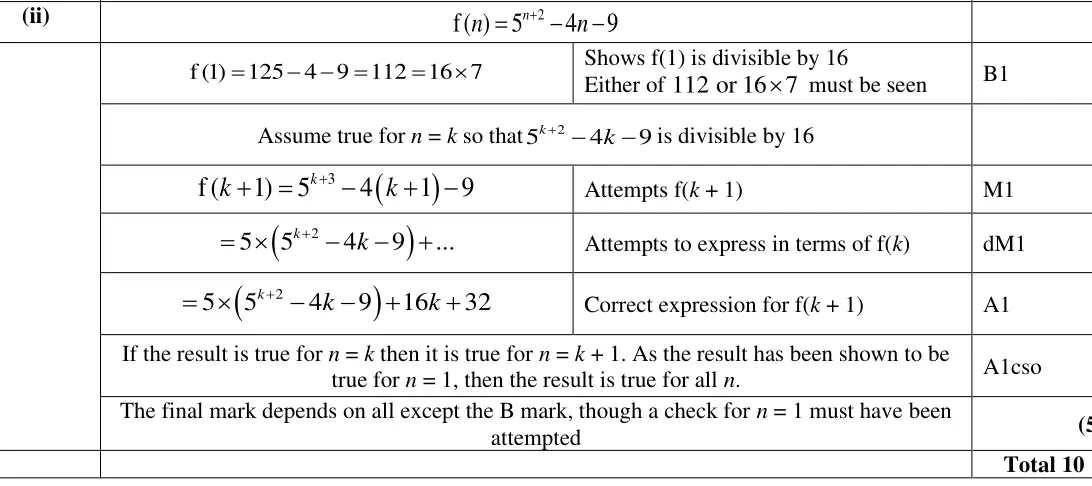 (ii)
f(n) = 5^{n+2} − 4n − 9
f(1) = 125 − 4 − 9 = 112 = 16 × 7
Shows f(1) is divisible by 16
Either of 112 or 16 × 7 must be seen
B1
Assume true for n = k so that 5^{k+2} − 4k − 9 is divisible by 16
f(k + 1) = 5^{k+3} − 4(k + 1) − 9
Attempts f(k + 1)
M1
= 5 × (5^{k+2} − 4k − 9) + ...
Attempts to express in terms of f(k)
dM1
= 5 × (5^{k+2} − 4k − 9) + 16k + 32
Correct expression for f(k + 1)
A1
If the result is true for n = k then it is true for n = k + 1. As the result has been shown to be
true for n = 1, then the result is true for all n.
A1cso
The final mark depends on all except the B mark, though a check for n = 1 must have been
attempted
(5
Total 10